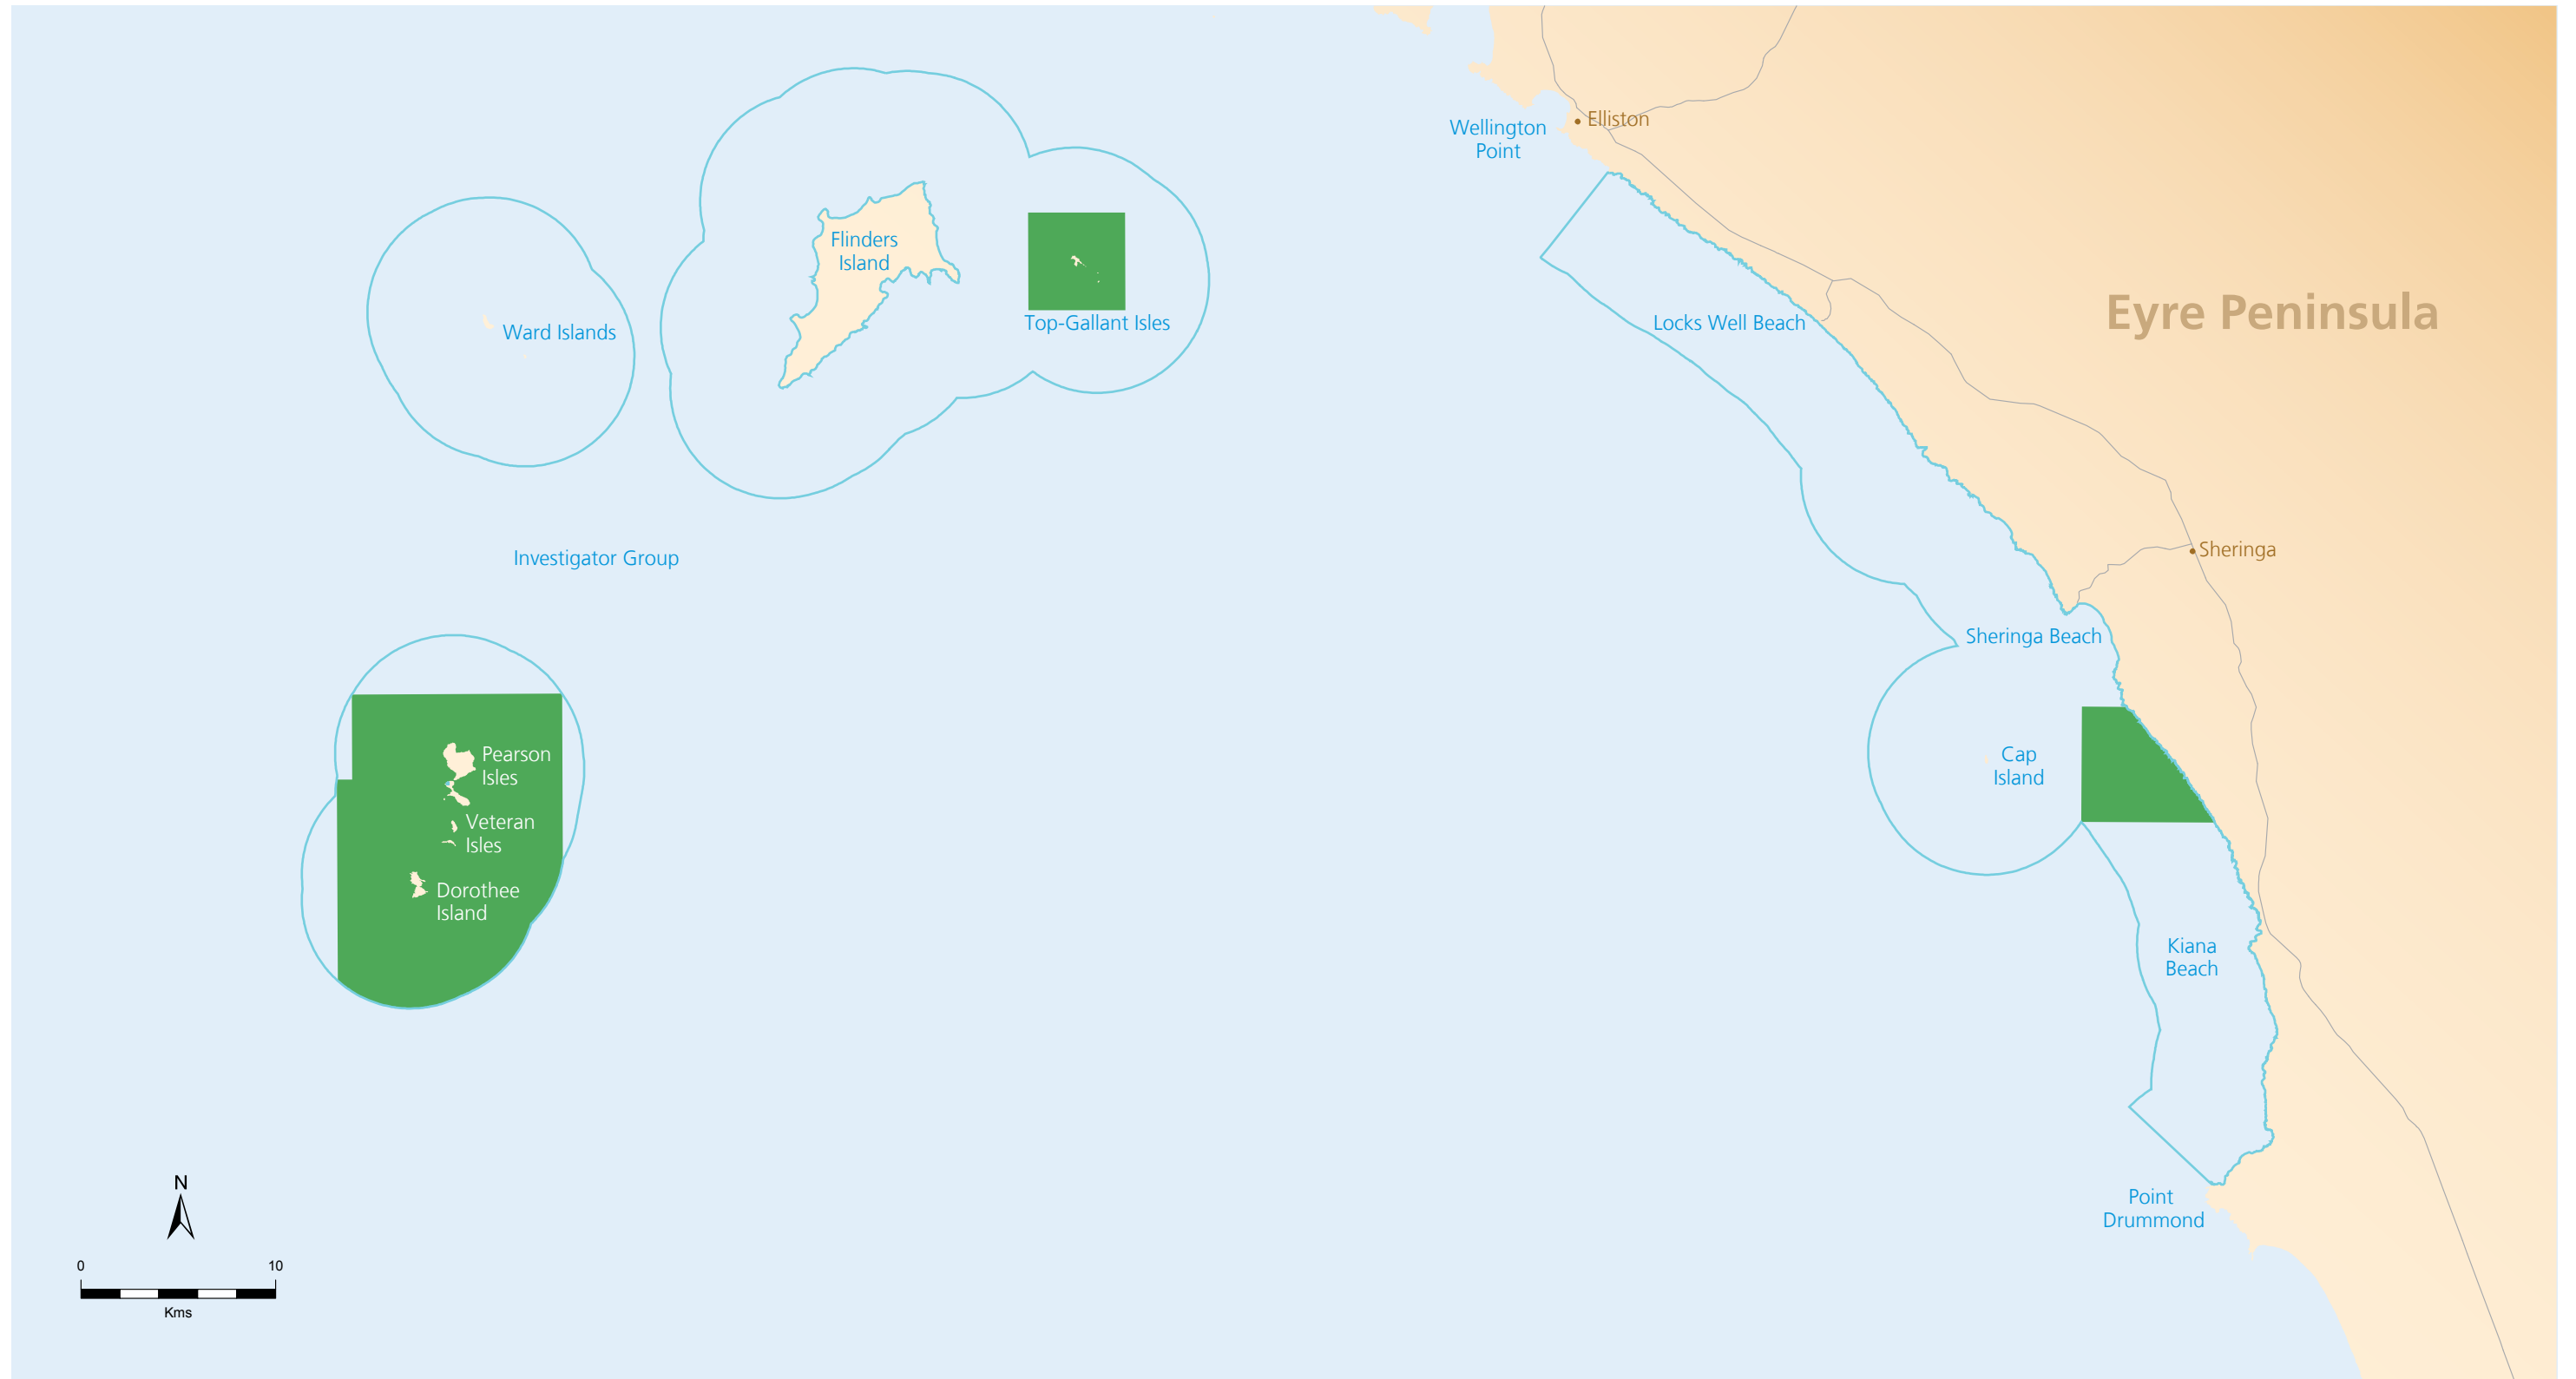 Elliston
Wellington
Point
Flinders
Island
Eyre Peninsula
Top-Gallant Isles
Locks Well Beach
Ward Islands
Investigator Group
Sheringa
Sheringa Beach
Pearson
Isles
Cap
Island
Veteran
Isles
Dorothee
Island
Kiana
Beach
N
Point
Drummond
0 10
Kms